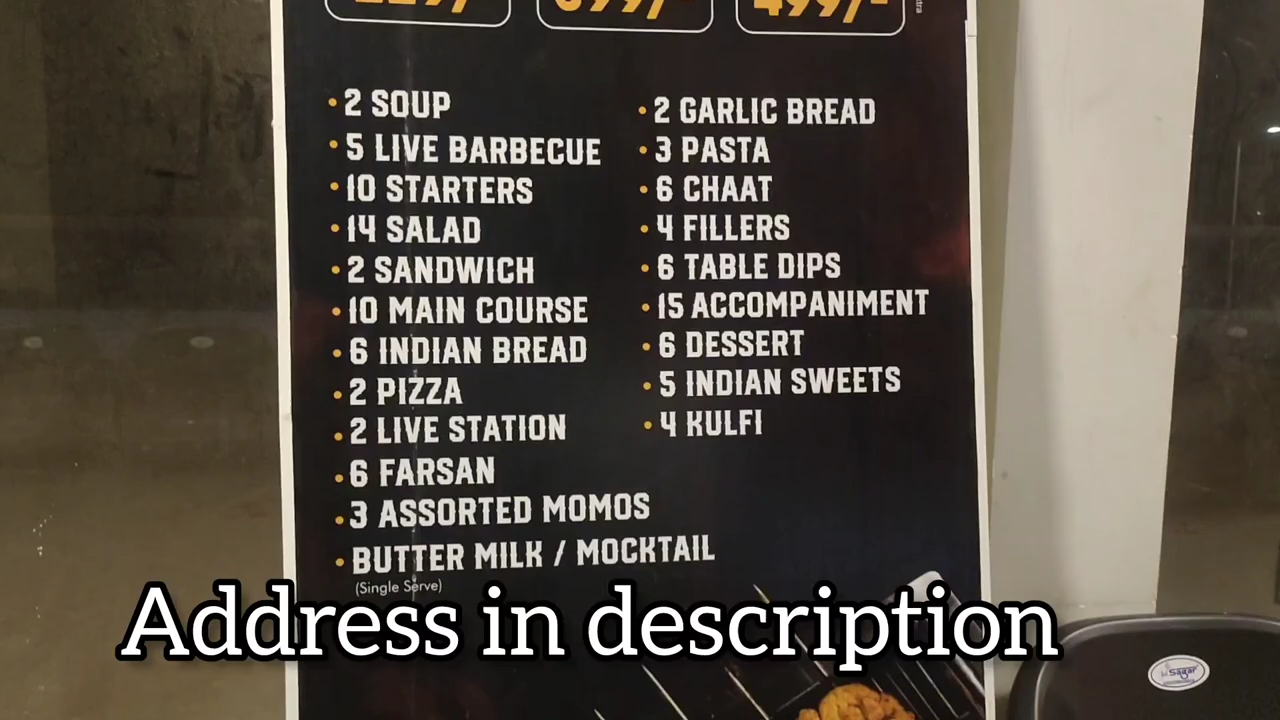 499/-
2 SOUP
5 LIVE BARBECUE
10 STARTERS
14 SALAD
2 SANDWICH
10 MAIN COURSE
6 INDIAN BREAD
2 PIZZA
2 LIVE STATION
6 FARSAN
3 ASSORTED MOMOS
BUTTER MILK / MOCKTAIL
(Single Serve)
2 GARLIC BREAD
3 PASTA
6 CHAAT
4 FILLERS
6 TABLE DIPS
15 ACCOMPANIMENT
6 DESSERT
5 INDIAN SWEETS
4 KULFI
Address in description
Sagar